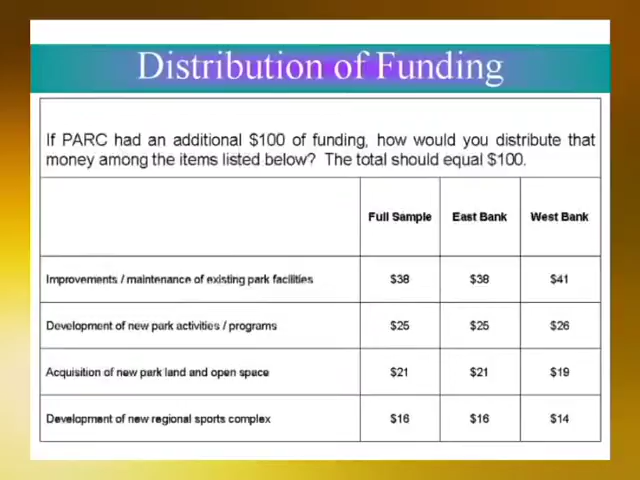 Distribution of Funding
If PARC had an additional $100 of funding, how would you distribute that
money among the items listed below? The total should equal $100.
Full Sample East Bank West Bank
Improvements / maintenance of existing park facilities $38 $38 $41
Development of new park activities / programs $25 $25 $26
Acquisition of new park land and open space $21 $21 $19
Development of new regional sports complex $16 $16 $14